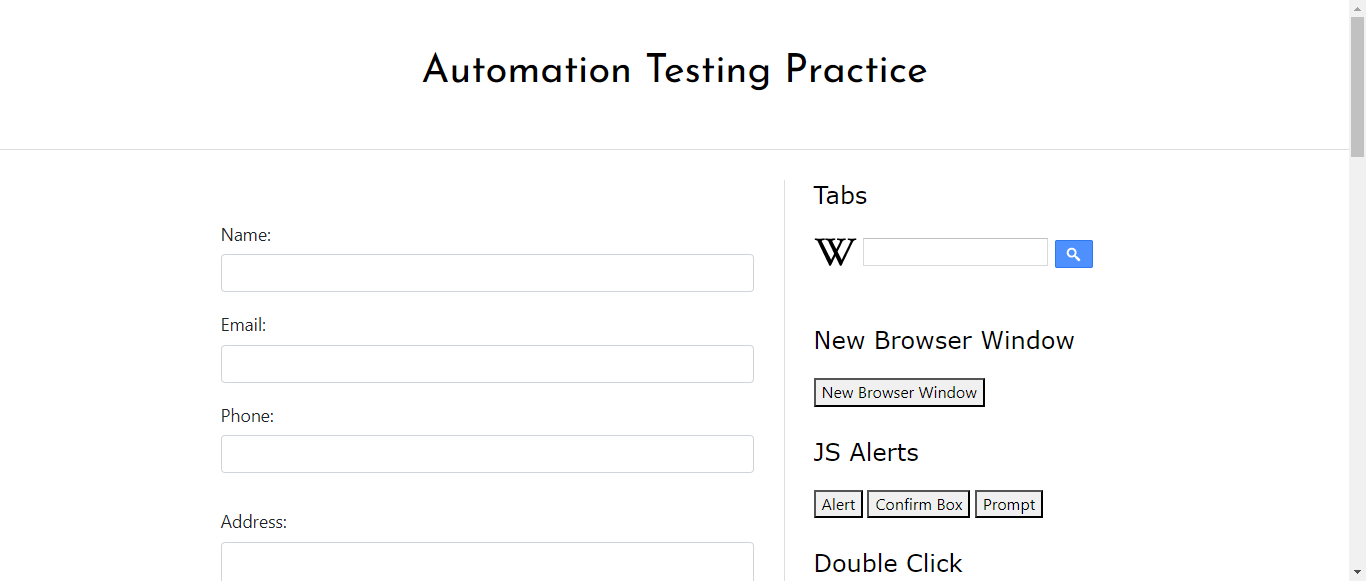 Automation Testing Practice
Name:
Email:
Phone:
Address:
Tabs
W
New Browser Window
New Browser Window
JS Alerts
Alert Confirm Box Prompt
Double Click